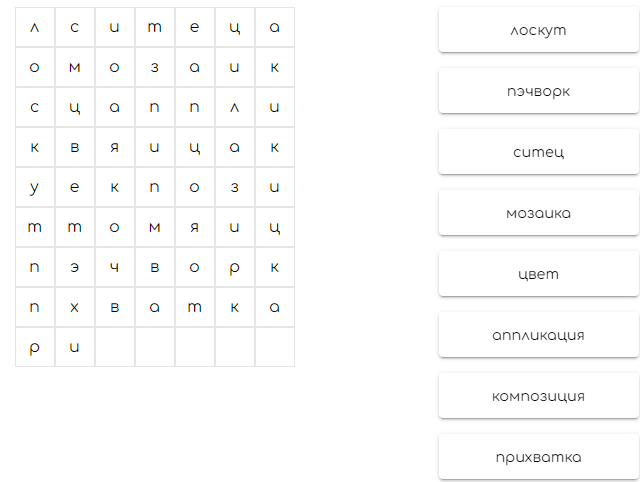 л с и т е ц а
о м о з а и к
с ц а п п л и
к в я и ц а к
у е к п о з и
т т о м я и ц
п э ч в о р к
п х в а т к а
р и
лоскут
пэчворк
ситец
мозаика
цвет
аппликация
композиция
прихватка